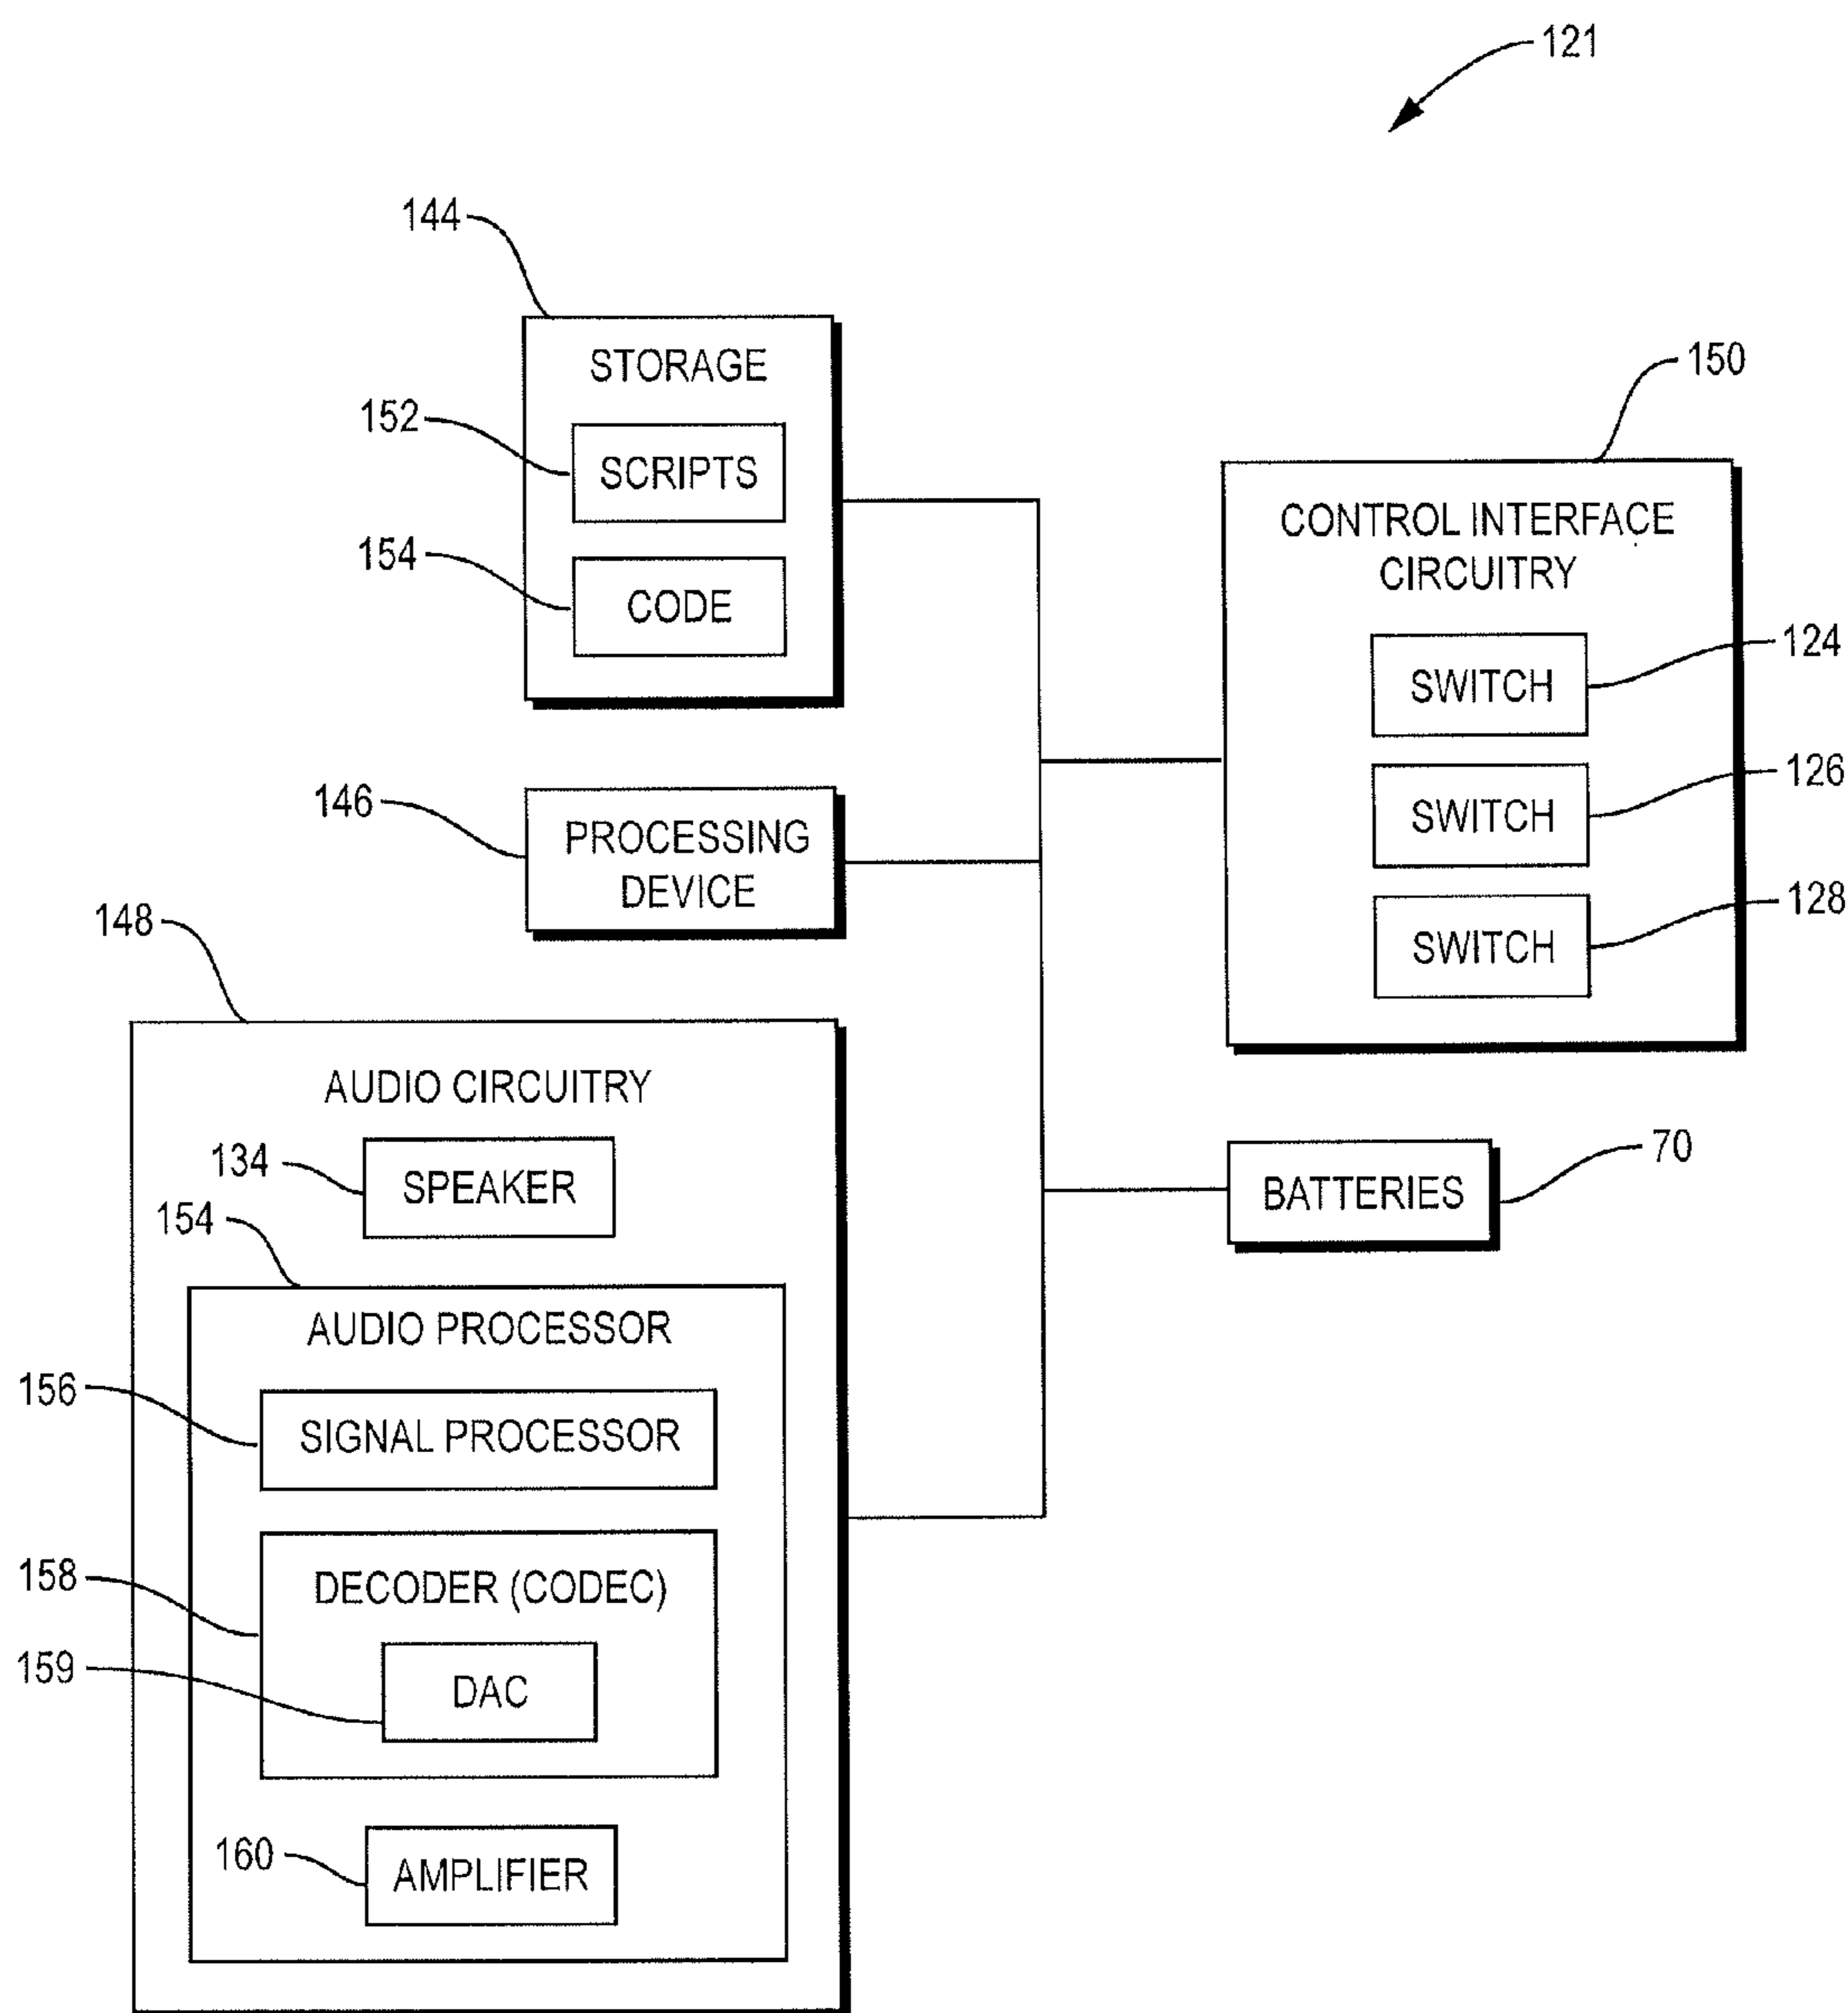 121
144
STORAGE
152
SCRIPTS
154
CODE
150
CONTROL INTERFACE
CIRCUITRY
SWITCH
124
SWITCH
126
SWITCH
128
146
PROCESSING
DEVICE
148
AUDIO CIRCUITRY
134
SPEAKER
BATTERIES
70
154
AUDIO PROCESSOR
156
SIGNAL PROCESSOR
158
DECODER (CODEC)
159
DAC
160
AMPLIFIER